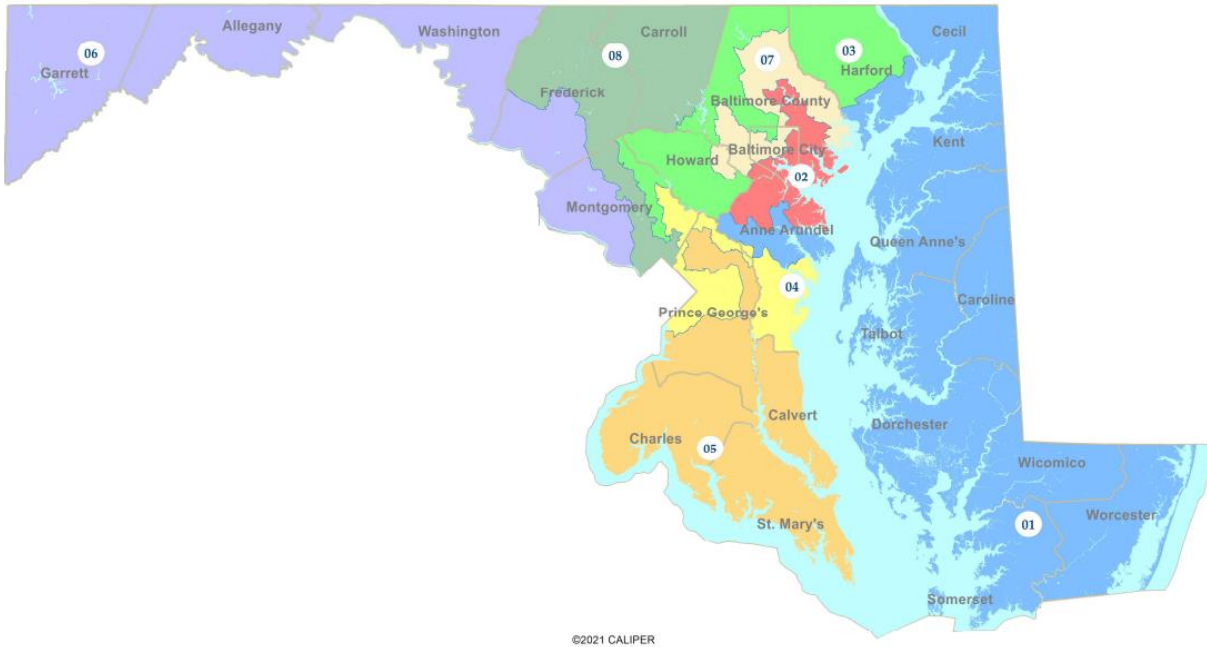 Allegany
Washington
Carroll
Cecil
06
08
07
03
Garrett
Harford
Frederick
Baltimore County
Kent
Baltimore City
Howard
02
Montgomery
Anne Arundel
Queen Anne's
04
Caroline
Prince George's
Talbot
Calvert
Dorchester
Charles
05
Wicomico
Worcester
St. Mary's
01
Somerset
©2021 CALIPER